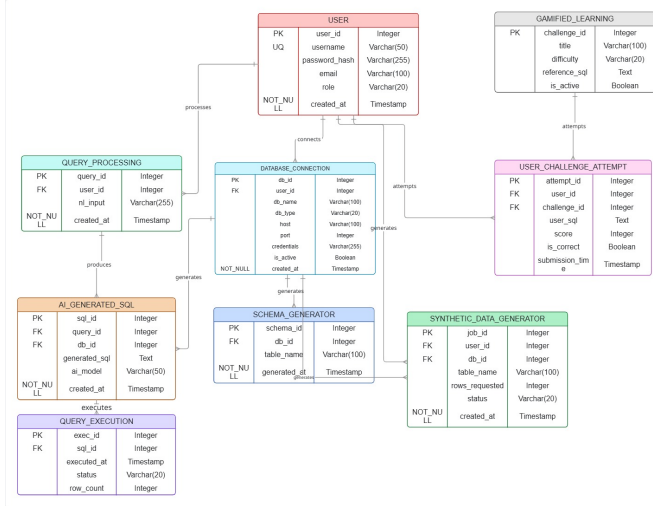 USER
PK user_id Integer
UQ username Varchar(50)
password_hash Varchar(255)
email Varchar(100)
role Varchar(20)
NOT_NU
LL created_at Timestamp
GAMIFIED_LEARNING
PK challenge_id Integer
title Varchar(100)
difficulty Varchar(20)
reference_sql Text
is_active Boolean
processes
connects
attempts
attempts
generates
QUERY_PROCESSING
PK query_id Integer
FK user_id Integer
nl_input Varchar(255)
NOT_NU
LL created_at Timestamp
DATABASE_CONNECTION
PK db_id Integer
FK user_id Integer
db_name Varchar(100)
db_type Varchar(20)
host Varchar(100)
port Integer
credentials Varchar(255)
is_active Boolean
NOT_NULL created_at Timestamp
USER_CHALLENGE_ATTEMPT
PK attempt_id Integer
FK user_id Integer
FK challenge_id Integer
user_sql Text
score Integer
is_correct Boolean
submission_tim
e Timestamp
produces
generates
generates
AI_GENERATED_SQL
PK sql_id Integer
FK query_id Integer
FK db_id Integer
generated_sql Text
ai_model Varchar(50)
NOT_NU
LL created_at Timestamp
SCHEMA_GENERATOR
PK schema_id Integer
FK db_id Integer
table_name Varchar(100)
NOT_NU
LL generated_at Timestamp
generates
SYNTHETIC_DATA_GENERATOR
PK job_id Integer
FK user_id Integer
FK db_id Integer
table_name Varchar(100)
rows_requested Integer
status Varchar(20)
NOT_NU
LL created_at Timestamp
executes
QUERY_EXECUTION
PK exec_id Integer
FK sql_id Integer
executed_at Timestamp
status Varchar(20)
row_count Integer